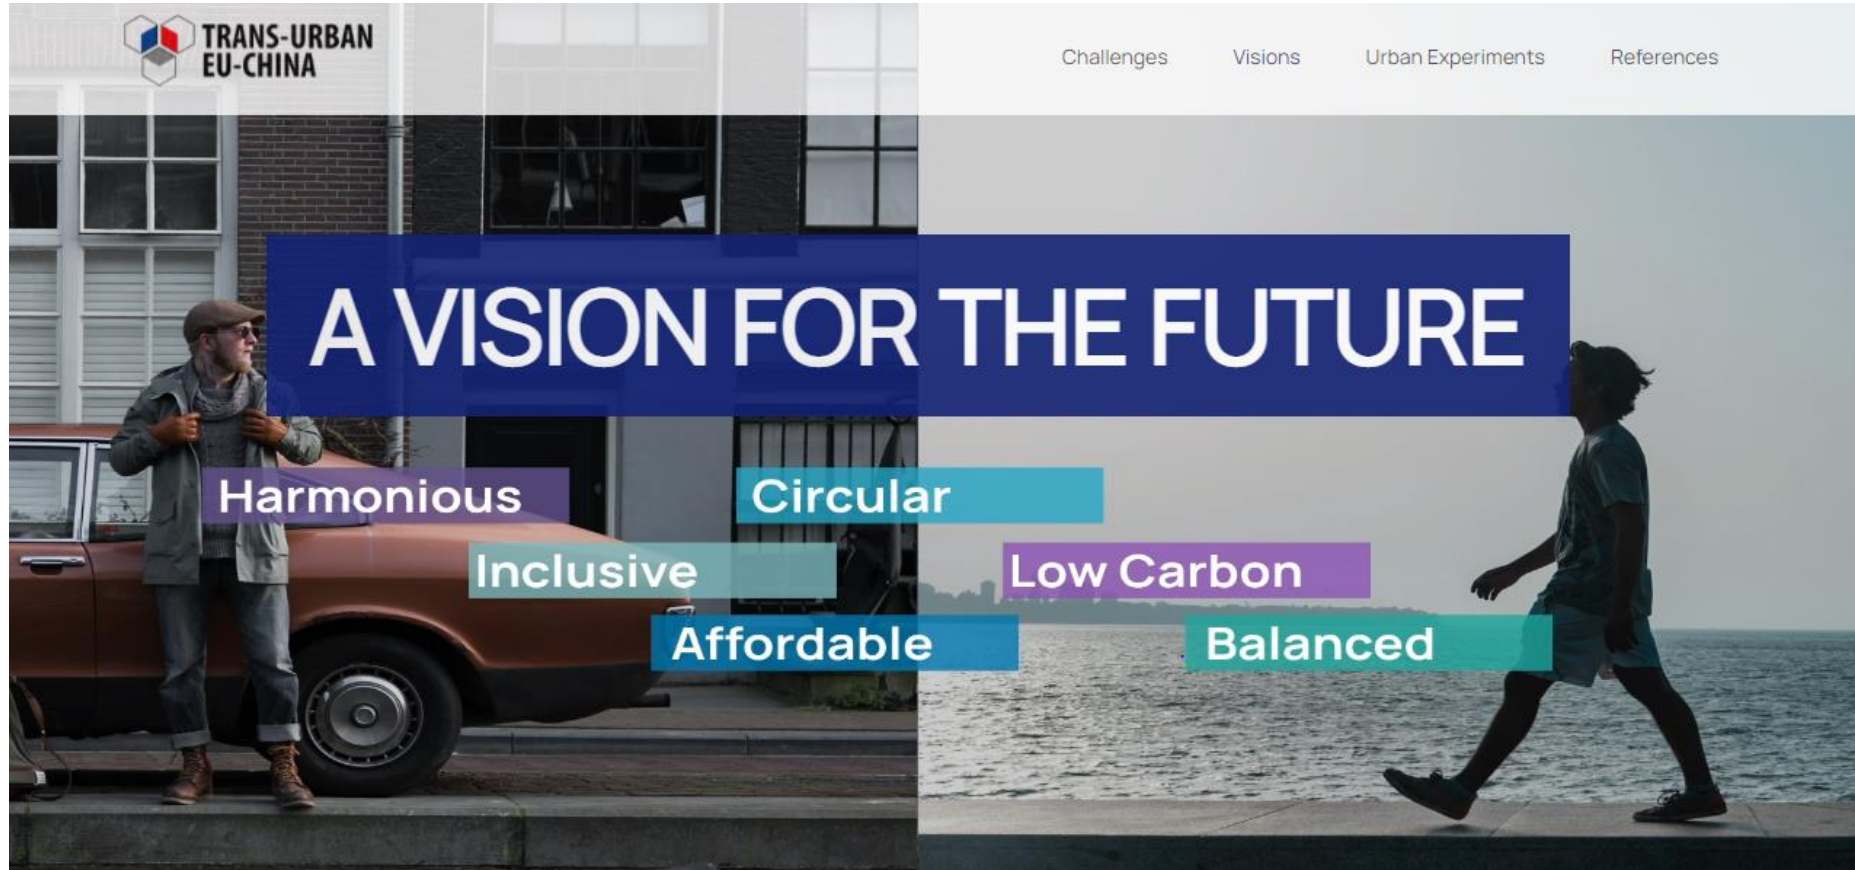 TRANS-URBAN
EU-CHINA
Challenges
Visions
Urban Experiments
References
A VISION FOR THE FUTURE
Harmonious
Circular
Inclusive
Low Carbon
Affordable
Balanced